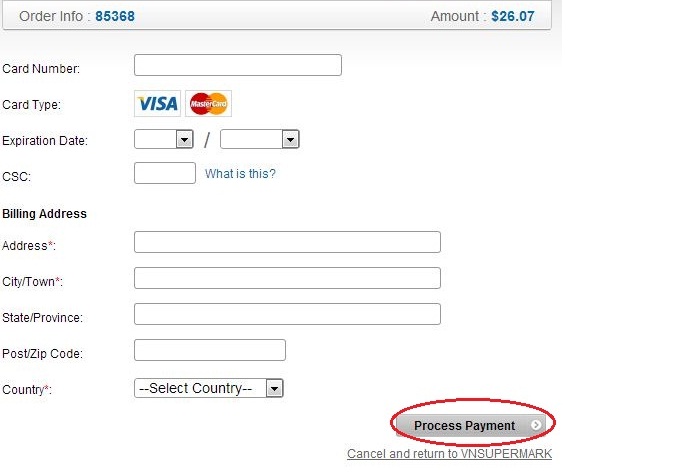 Order Info : 85368 Amount : $26.07
Card Number:
Card Type: VISA MasterCard
Expiration Date: /
CSC: What is this?
Billing Address
Address*:
City/Town*:
State/Province:
Post/Zip Code:
Country*: --Select Country--
Process Payment
Cancel and return to VNSUPERMARK